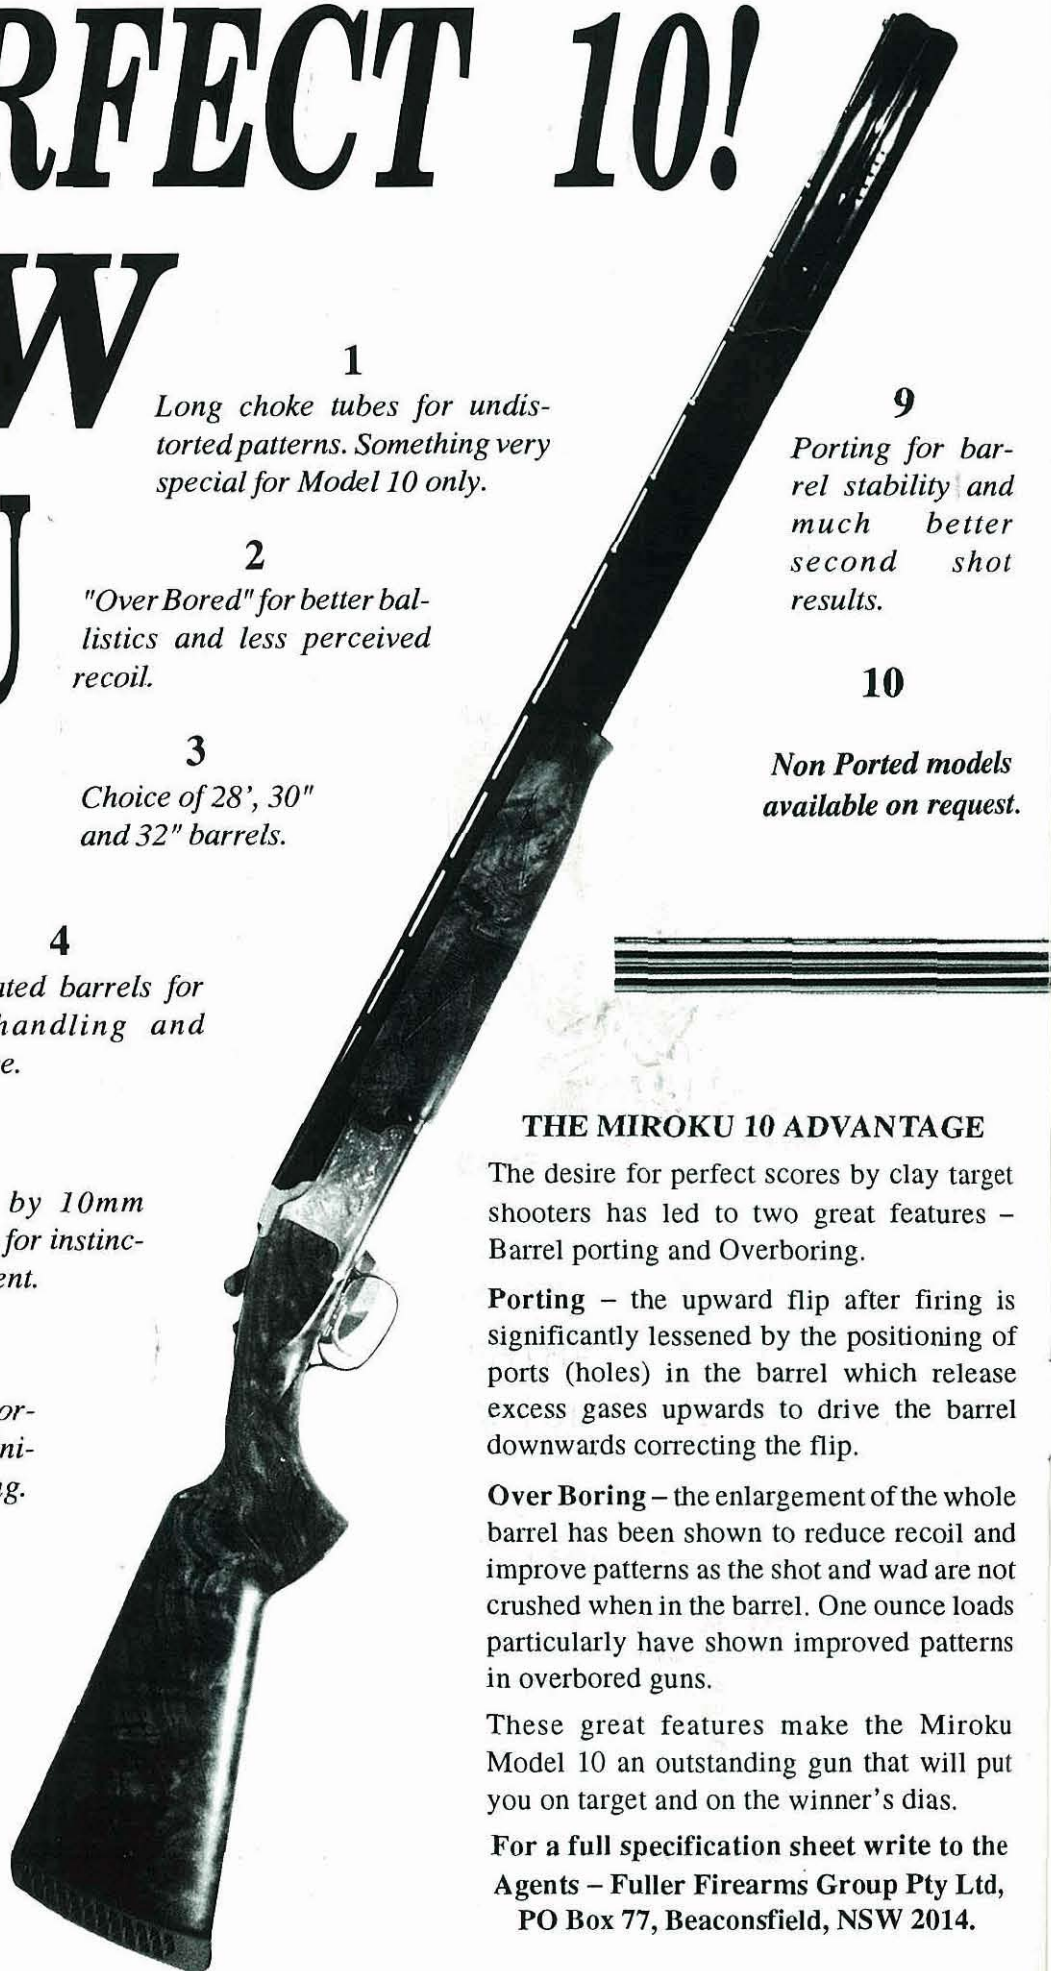 RFECT 10!
W
U
1
Long choke tubes for undis-
torted patterns. Something very
special for Model 10 only.
2
"Over Bored" for better bal-
listics and less perceived
recoil.
3
Choice of 28', 30"
and 32" barrels.
4
ated barrels for
handling and
e.
by 10mm
for instinc-
ent.
or-
ni-
g.
9
Porting for bar-
rel stability and
much better
second shot
results.
10
Non Ported models
available on request.
THE MIROKU 10 ADVANTAGE
The desire for perfect scores by clay target
shooters has led to two great features –
Barrel porting and Overboring.
Porting – the upward flip after firing is
significantly lessened by the positioning of
ports (holes) in the barrel which release
excess gases upwards to drive the barrel
downwards correcting the flip.
Over Boring – the enlargement of the whole
barrel has been shown to reduce recoil and
improve patterns as the shot and wad are not
crushed when in the barrel. One ounce loads
particularly have shown improved patterns
in overbored guns.
These great features make the Miroku
Model 10 an outstanding gun that will put
you on target and on the winner's dias.
For a full specification sheet write to the
Agents – Fuller Firearms Group Pty Ltd,
PO Box 77, Beaconsfield, NSW 2014.